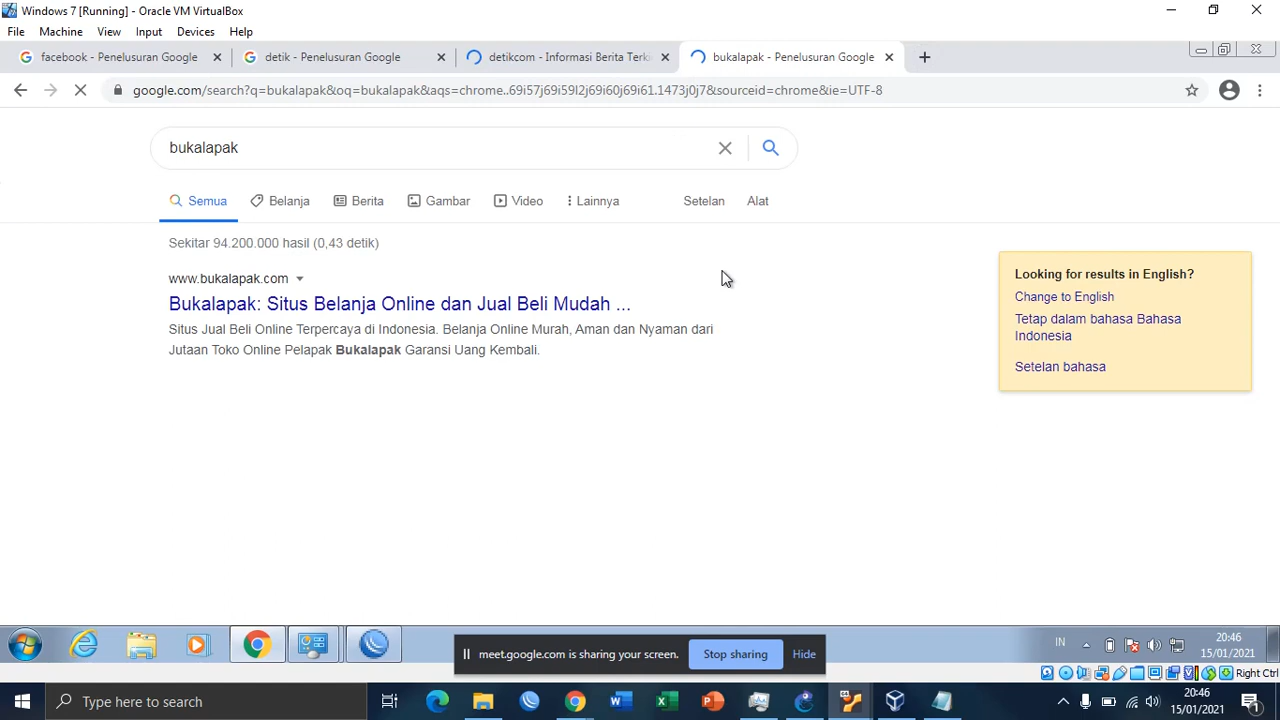 Windows 7 [Running] - Oracle VM VirtualBox
File Machine View Input Devices Help
facebook - Penelusuran Google
detik - Penelusuran Google
detikcom - Informasi Berita Terki
bukalapak - Penelusuran Google
google.com/search?q=bukalapak&oq=bukalapak&aqs=chrome..69i57j69i59l2j69i60j69i61.1473j0j7&sourceid=chrome&ie=UTF-8
bukalapak
Semua Belanja Berita Gambar Video Lainnya Setelan Alat
Sekitar 94.200.000 hasil (0,43 detik)
www.bukalapak.com
Bukalapak: Situs Belanja Online dan Jual Beli Mudah ...
Situs Jual Beli Online Terpercaya di Indonesia. Belanja Online Murah, Aman dan Nyaman dari
Jutaan Toko Online Pelapak Bukalapak Garansi Uang Kembali.
Looking for results in English?
Change to English
Tetap dalam bahasa Bahasa
Indonesia
Setelan bahasa
IN
20:46
15/01/2021
meet.google.com is sharing your screen. Stop sharing Hide
Right Ctrl
Type here to search
20:46
15/01/2021
1